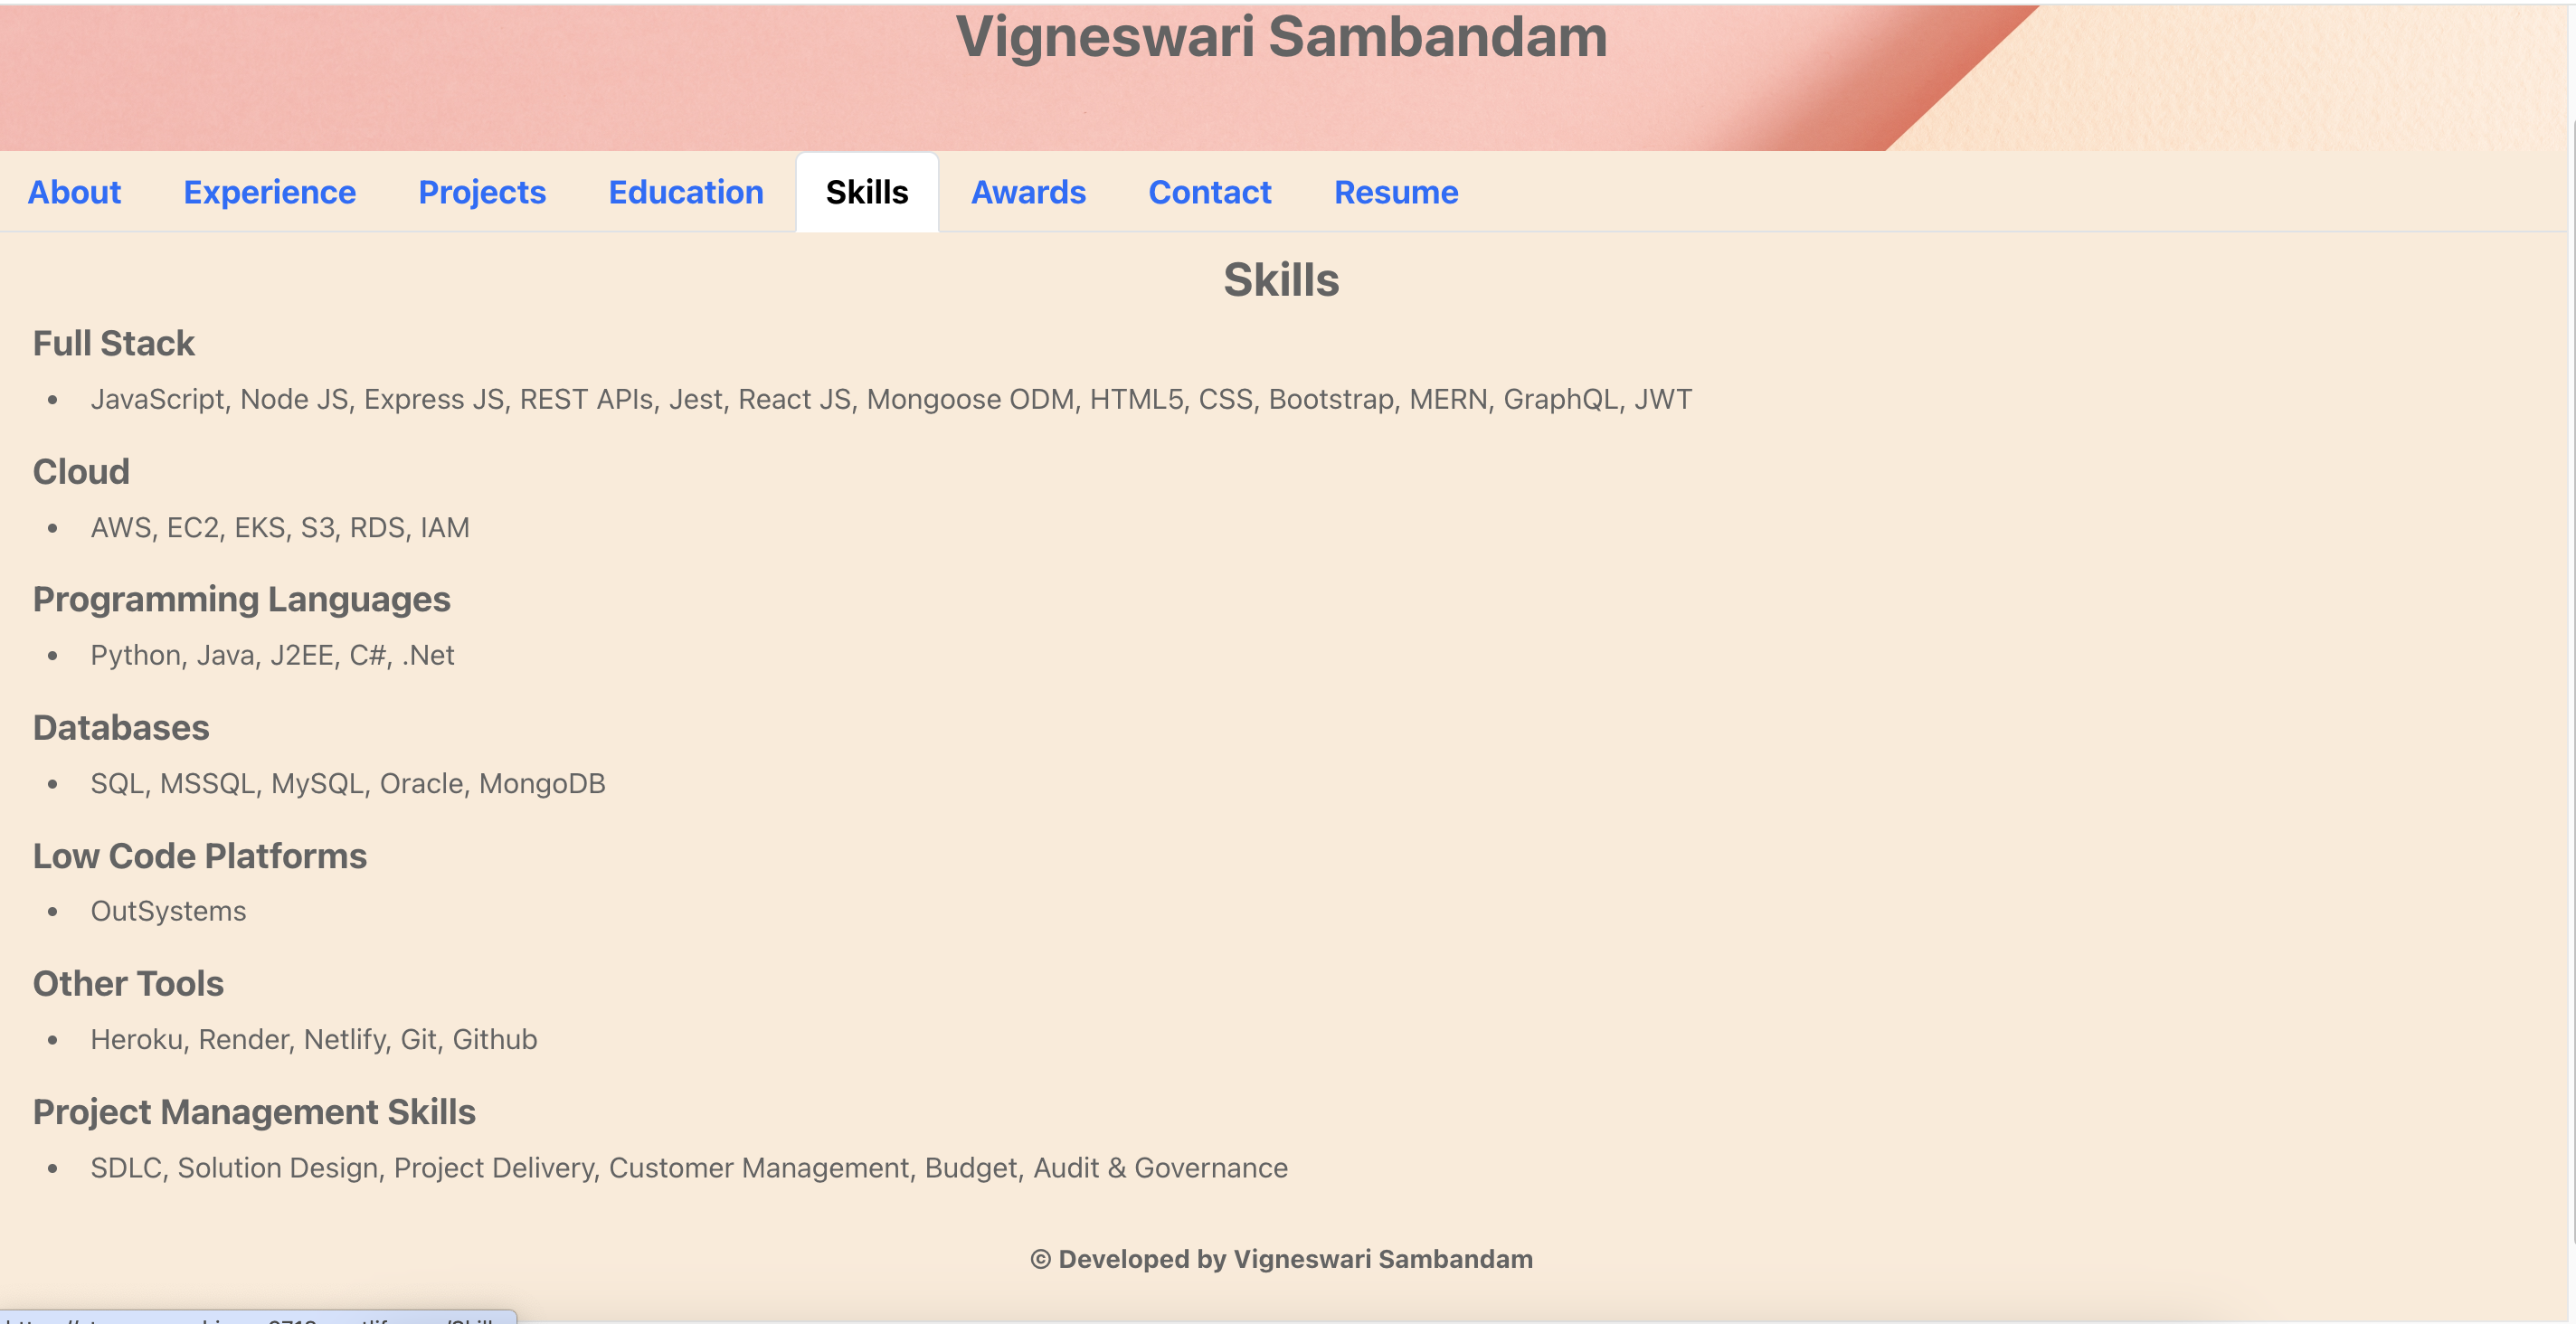 Vigneswari Sambandam
About Experience Projects Education Skills Awards Contact Resume
Skills
Full Stack
• JavaScript, Node JS, Express JS, REST APIs, Jest, React JS, Mongoose ODM, HTML5, CSS, Bootstrap, MERN, GraphQL, JWT
Cloud
• AWS, EC2, EKS, S3, RDS, IAM
Programming Languages
• Python, Java, J2EE, C#, .Net
Databases
• SQL, MSSQL, MySQL, Oracle, MongoDB
Low Code Platforms
• OutSystems
Other Tools
• Heroku, Render, Netlify, Git, Github
Project Management Skills
• SDLC, Solution Design, Project Delivery, Customer Management, Budget, Audit & Governance
© Developed by Vigneswari Sambandam